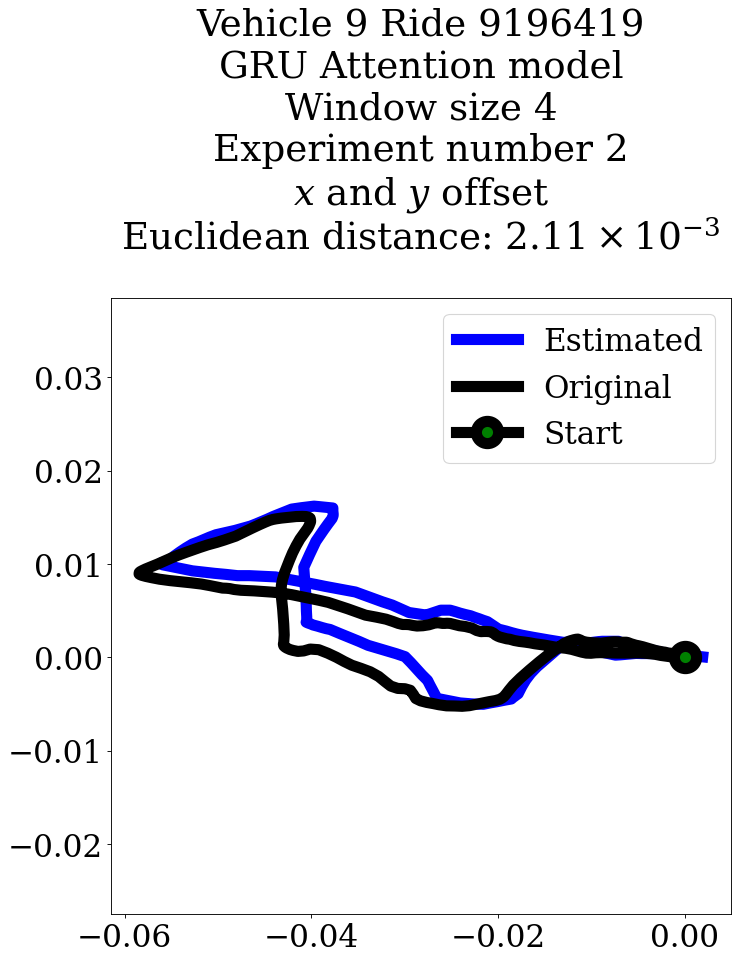 Vehicle 9 Ride 9196419
GRU Attention model
Window size 4
Experiment number 2
x and y offset
Euclidean distance: 2.11 × 10⁻³
Estimated
Original
Start
0.03
0.02
0.01
0.00
−0.01
−0.02
−0.06
−0.04
−0.02
0.00